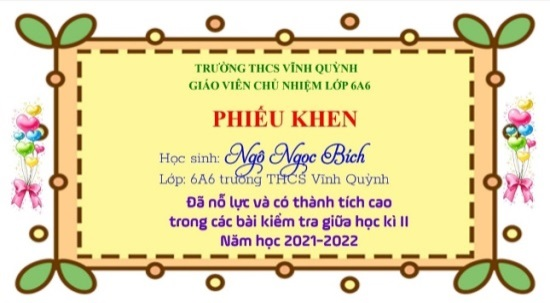 TRƯỜNG THCS VĨNH QUỲNH
GIÁO VIÊN CHỦ NHIỆM LỚP 6A6
PHIẾU KHEN
Học sinh: Ngô Ngọc Bích
Lớp: 6A6 trường THCS Vĩnh Quỳnh
Đã nỗ lực và có thành tích cao
trong các bài kiểm tra giữa học kì II
Năm học 2021-2022